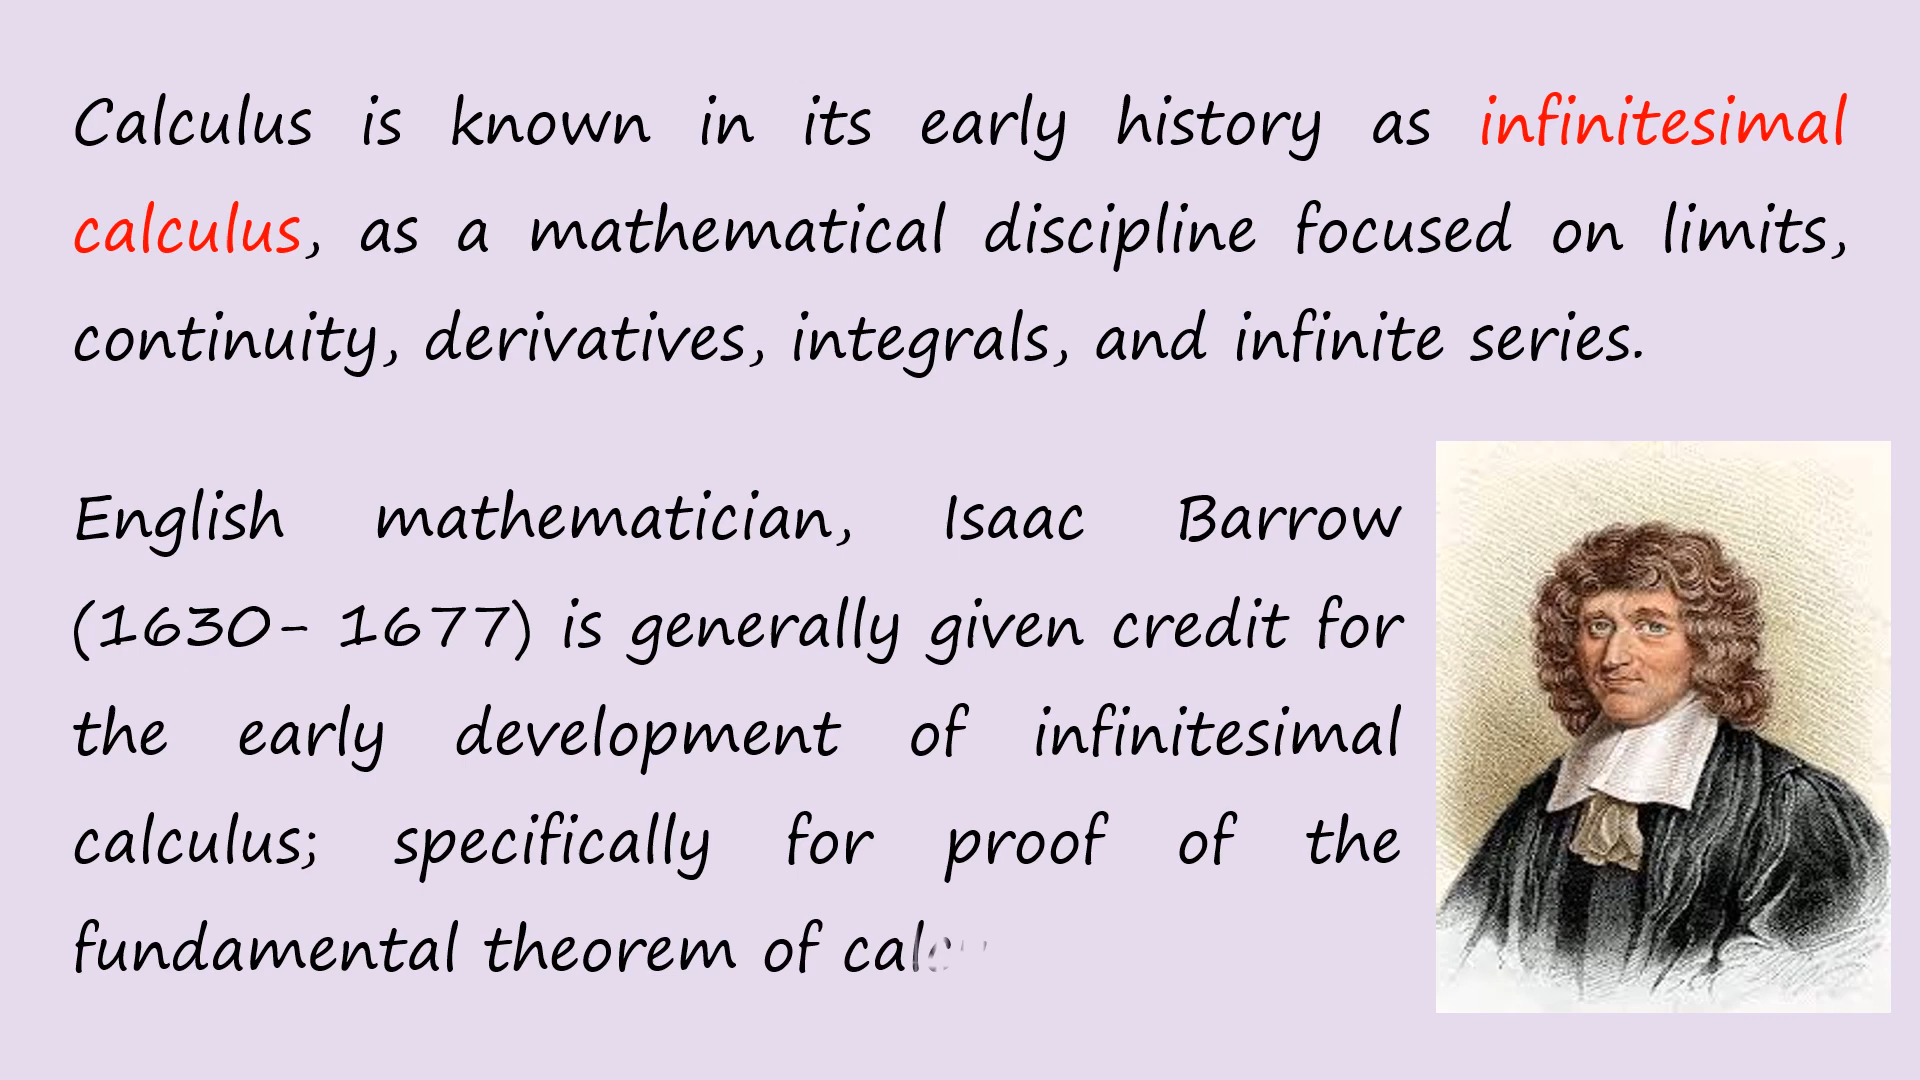 Calculus is known in its early history as infinitesimal
calculus, as a mathematical discipline focused on limits,
continuity, derivatives, integrals, and infinite series.
English mathematician, Isaac Barrow
(1630- 1677) is generally given credit for
the early development of infinitesimal
calculus; specifically for proof of the
fundamental theorem of